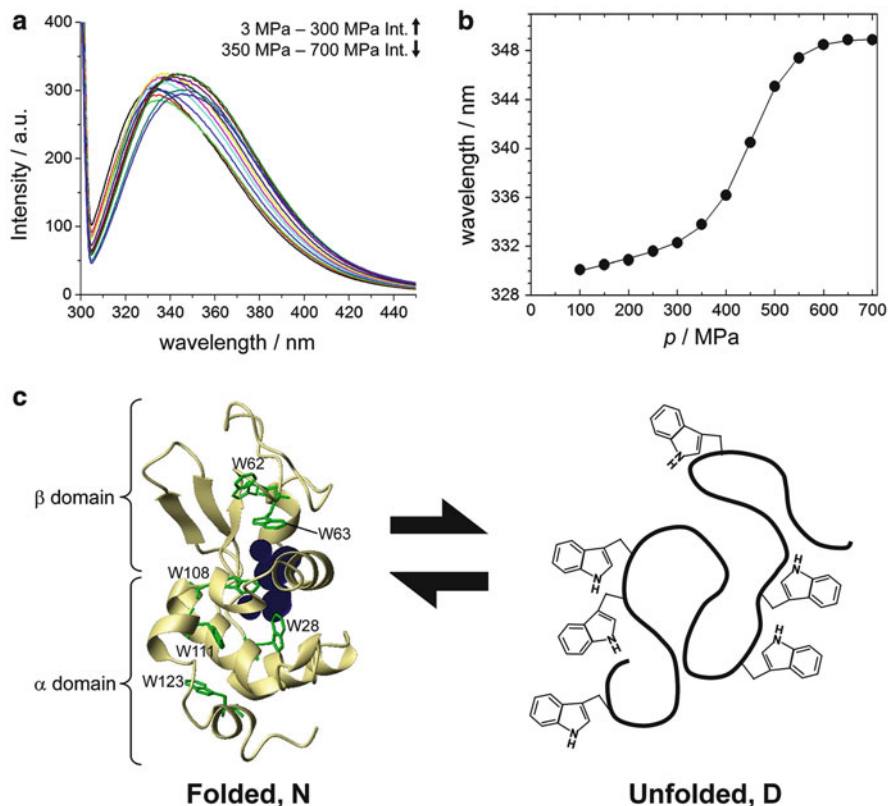 a
3 MPa – 300 MPa Int. ↑
350 MPa – 700 MPa Int. ↓
400
300
200
100
0
Intensity / a.u.
300 320 340 360 380 400 420 440
wavelength / nm
b
348
344
340
336
332
328
wavelength / nm
0 100 200 300 400 500 600 700
p / MPa
c
β domain
α domain
W62
W63
W108
W28
W111
W123
Folded, N
N
H
H
N
H
N
N
H
H
N
N
H
Unfolded, D